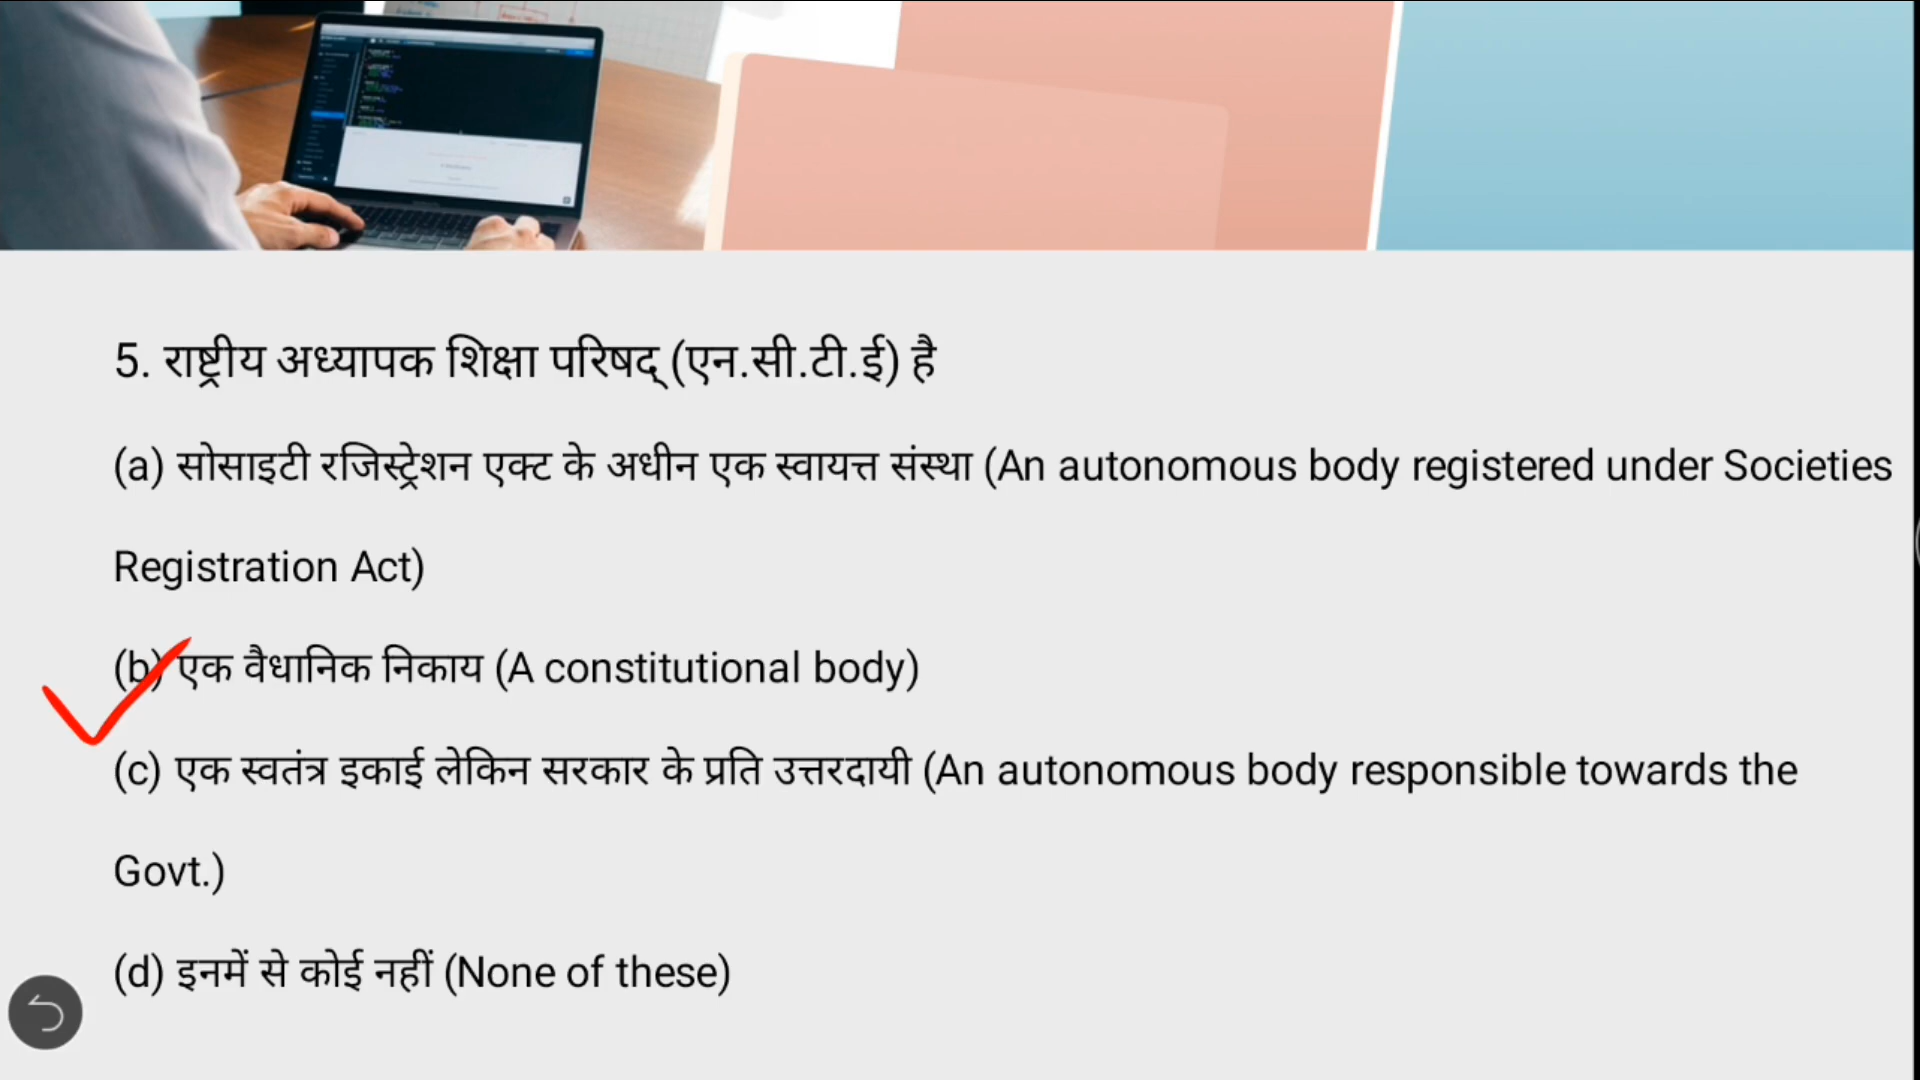 5. राष्ट्रीय अध्यापक शिक्षा परिषद् (एन.सी.टी.ई) है
(a) सोसाइटी रजिस्ट्रेशन एक्ट के अधीन एक स्वायत्त संस्था (An autonomous body registered under Societies
Registration Act)
(b) एक वैधानिक निकाय (A constitutional body)
(c) एक स्वतंत्र इकाई लेकिन सरकार के प्रति उत्तरदायी (An autonomous body responsible towards the
Govt.)
(d) इनमें से कोई नहीं (None of these)